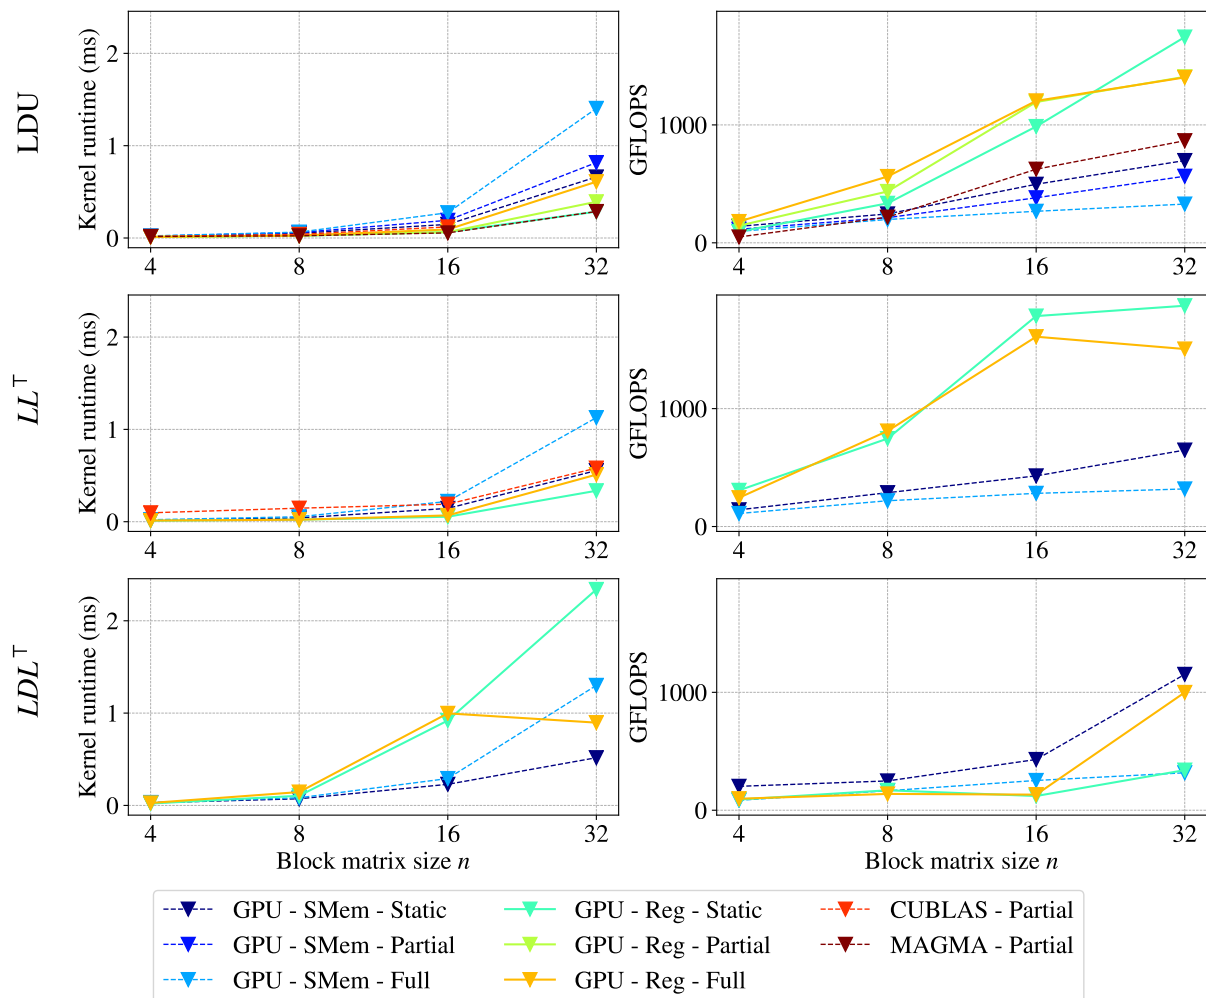 LDU
Kernel runtime (ms)
2
1
0
4 8 16 32
GFLOPS
1000
0
4 8 16 32
LL⊤
Kernel runtime (ms)
2
1
0
4 8 16 32
GFLOPS
1000
0
4 8 16 32
LDL⊤
Kernel runtime (ms)
2
1
0
4 8 16 32
Block matrix size n
GFLOPS
1000
0
4 8 16 32
Block matrix size n
GPU - SMem - Static
GPU - SMem - Partial
GPU - SMem - Full
GPU - Reg - Static
GPU - Reg - Partial
GPU - Reg - Full
CUBLAS - Partial
MAGMA - Partial